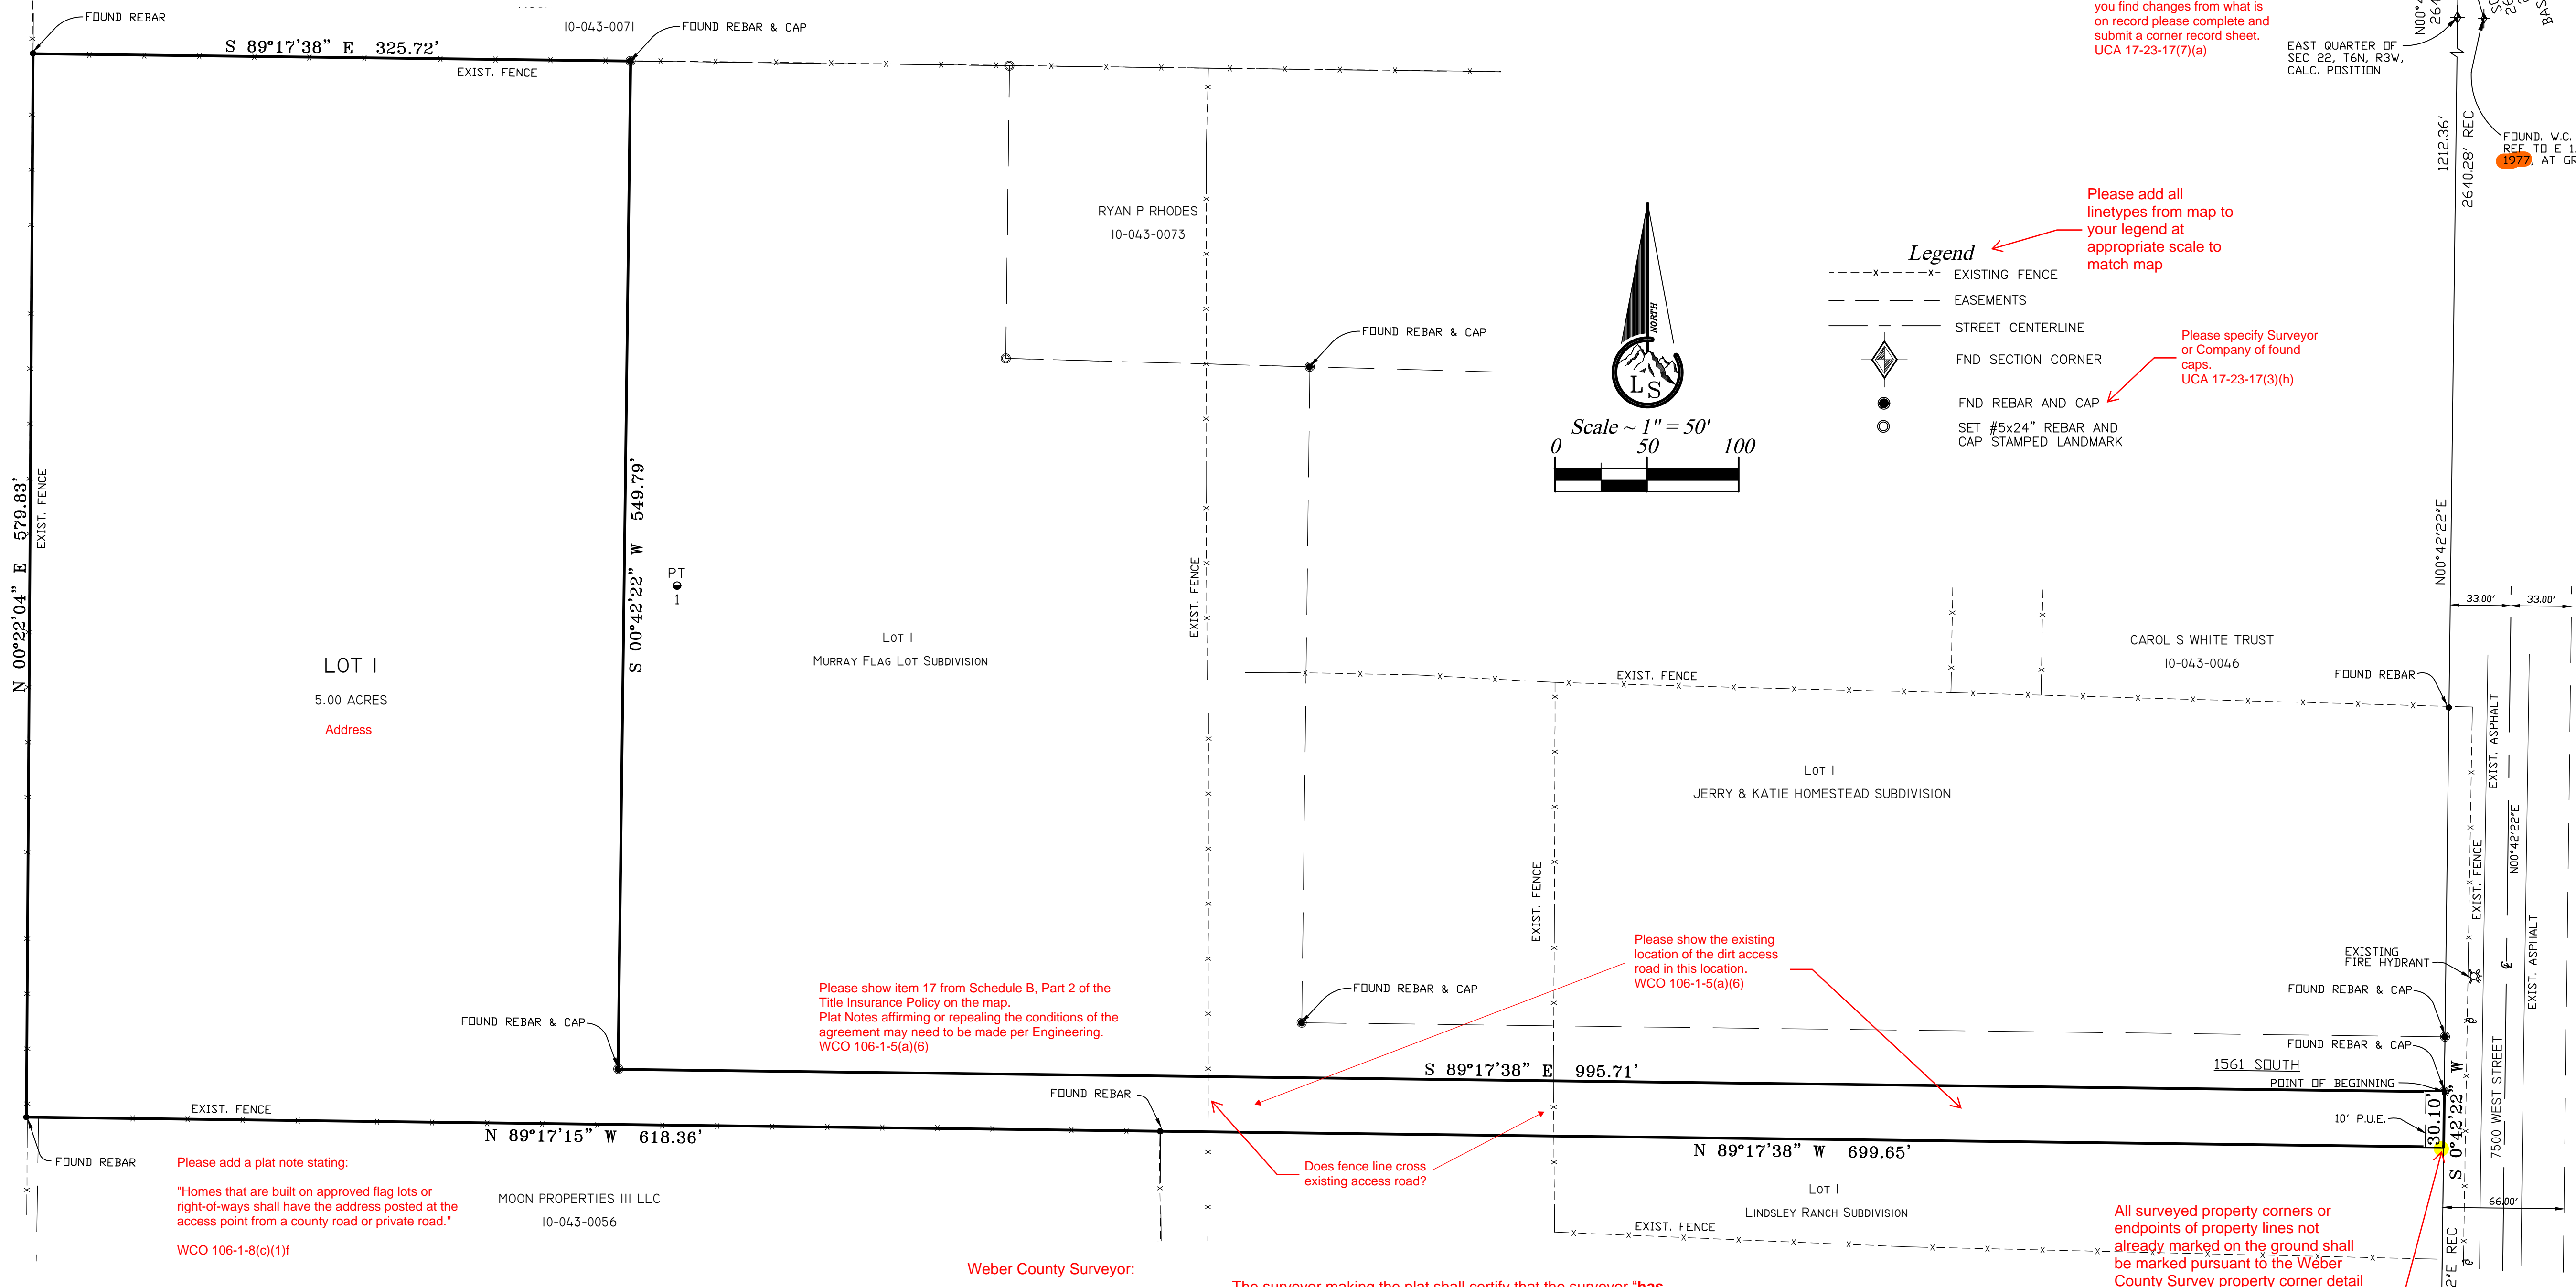 FOUND REBAR
10-043-0071
FOUND REBAR & CAP
S 89°17'38" E 325.72'
EXIST. FENCE
you find changes from what is
on record please complete and
submit a corner record sheet.
UCA 17-23-17(7)(a)
EAST QUARTER OF
SEC 22, T6N, R3W,
CALC. POSITION
1212.36'
2640.28' REC
FOUND. W.C.
REF TO E
1977, AT
RYAN P RHODES
10-043-0073
Please add all
linetypes from map to
your legend at
appropriate scale to
match map
Legend
EXISTING FENCE
EASEMENTS
STREET CENTERLINE
FND SECTION CORNER
FND REBAR AND CAP
SET #5x24" REBAR AND
CAP STAMPED LANDMARK
Please specify Surveyor
or Company of found
caps.
UCA 17-23-17(3)(h)
NORTH
LS
Scale ~ 1" = 50'
0 50 100
FOUND REBAR & CAP
N 00°22'04" E 579.83'
EXIST. FENCE
S 00°42'22" W 549.79'
PT
1
EXIST. FENCE
N00°42'22"E
33.00' 33.00'
LOT 1
5.00 ACRES
Address
LOT 1
MURRAY FLAG LOT SUBDIVISION
EXIST. FENCE
CAROL S WHITE TRUST
10-043-0046
FOUND REBAR
LOT 1
JERRY & KATIE HOMESTEAD SUBDIVISION
EXIST. ASPHALT
N00°42'22"E
EXIST. FENCE
EXIST. FENCE
EXIST. ASPHALT
Please show the existing
location of the dirt access
road in this location.
WCO 106-1-5(a)(6)
EXISTING
FIRE HYDRANT
FOUND REBAR & CAP
FOUND REBAR & CAP
Please show item 17 from Schedule B, Part 2 of the
Title Insurance Policy on the map.
Plat Notes affirming or repealing the conditions of the
agreement may need to be made per Engineering.
WCO 106-1-5(a)(6)
FOUND REBAR & CAP
FOUND REBAR & CAP
1561 SOUTH
POINT OF BEGINNING
S 89°17'38" E 995.71'
7500 WEST STREET
10' P.U.E.
30.10'
S 0°42'22" W
EXIST. FENCE
FOUND REBAR
N 89°17'15" W 618.36'
N 89°17'38" W 699.65'
FOUND REBAR
Please add a plat note stating:
"Homes that are built on approved flag lots or
right-of-ways shall have the address posted at the
access point from a county road or private road."
WCO 106-1-8(c)(1)f
MOON PROPERTIES III LLC
10-043-0056
Does fence line cross
existing access road?
LOT 1
LINDSLEY RANCH SUBDIVISION
EXIST. FENCE
66.00'
All surveyed property corners or
endpoints of property lines not
already marked on the ground shall
be marked pursuant to the Weber
County Survey property corner detail
Weber County Surveyor:
The surveyor making the plat shall certify that the surveyor "has